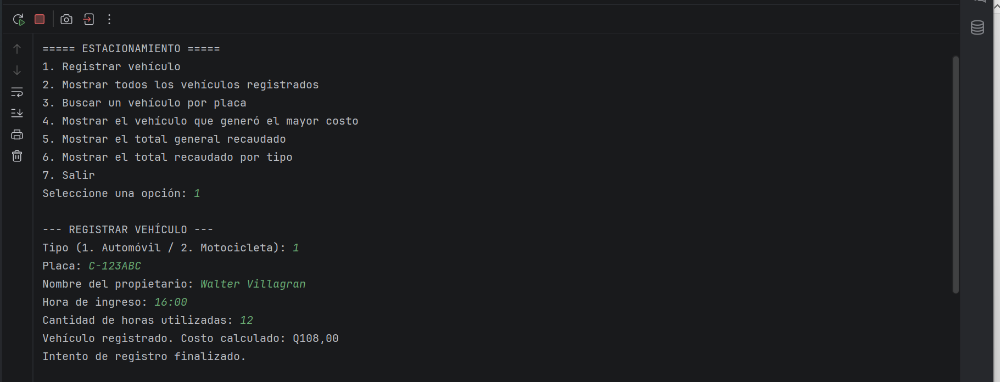 ===== ESTACIONAMIENTO =====
1. Registrar vehículo
2. Mostrar todos los vehículos registrados
3. Buscar un vehículo por placa
4. Mostrar el vehículo que generó el mayor costo
5. Mostrar el total general recaudado
6. Mostrar el total recaudado por tipo
7. Salir
Seleccione una opción: 1
--- REGISTRAR VEHÍCULO ---
Tipo (1. Automóvil / 2. Motocicleta): 1
Placa: C-123ABC
Nombre del propietario: Walter Villagran
Hora de ingreso: 16:00
Cantidad de horas utilizadas: 12
Vehículo registrado. Costo calculado: Q108,00
Intento de registro finalizado.